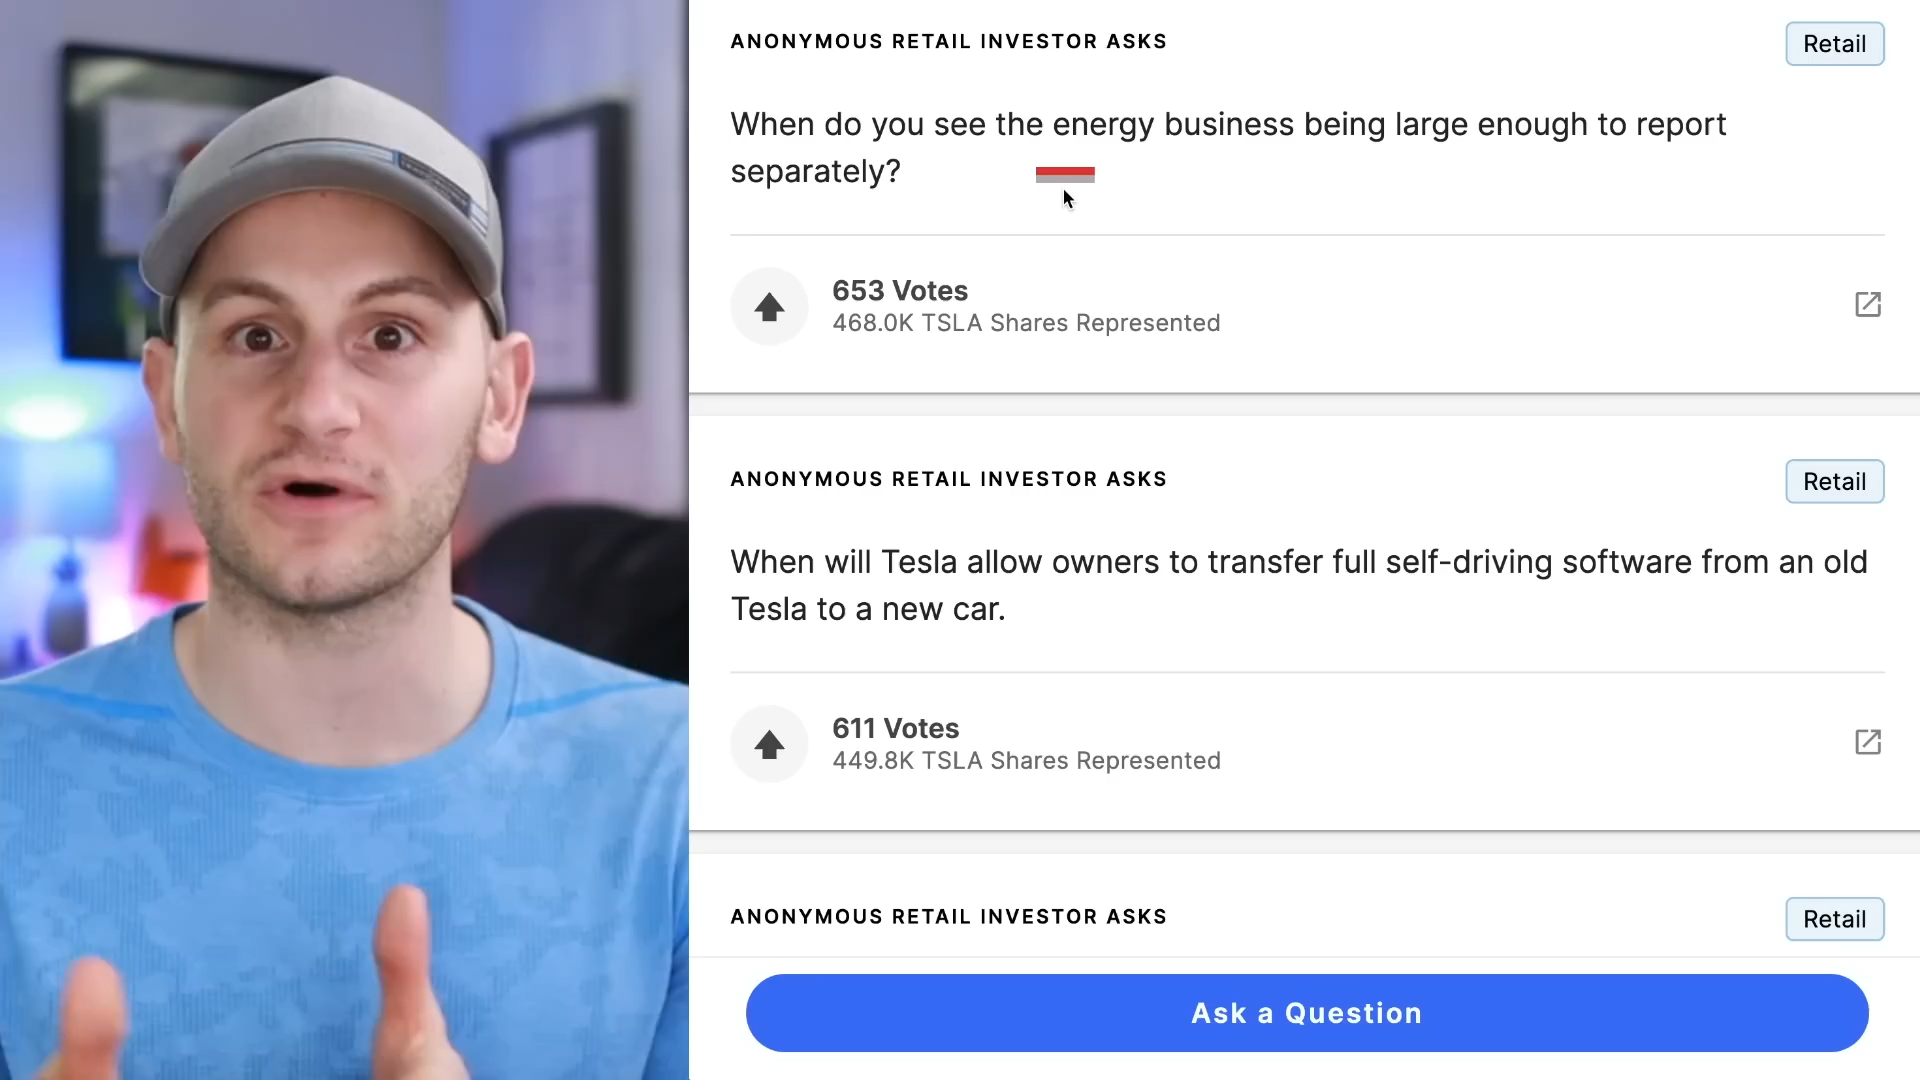 ANONYMOUS RETAIL INVESTOR ASKS
Retail
When do you see the energy business being large enough to report
separately?
653 Votes
468.0K TSLA Shares Represented
ANONYMOUS RETAIL INVESTOR ASKS
Retail
When will Tesla allow owners to transfer full self-driving software from an old
Tesla to a new car.
611 Votes
449.8K TSLA Shares Represented
ANONYMOUS RETAIL INVESTOR ASKS
Retail
Ask a Question